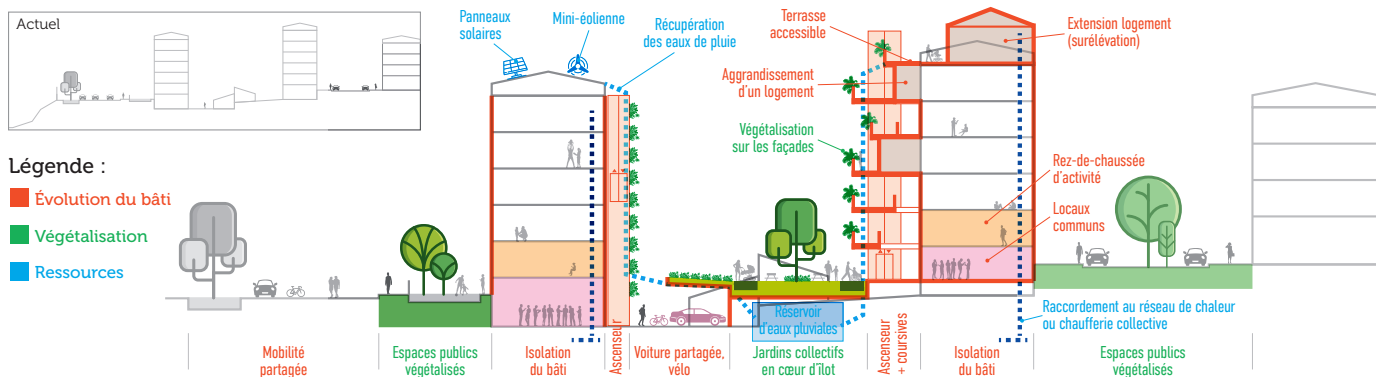 Actuel
Panneaux
solaires
Mini-éolienne
Récupération
des eaux de pluie
Terrasse
accessible
Extension logement
(surélévation)
Aggrandissement
d'un logement
Végétalisation
sur les façades
Légende :
Évolution du bâti
Végétalisation
Ressources
Rez-de-chaussée
d'activité
Locaux
communs
Réservoir
d'eaux pluviales
Raccordement au réseau de chaleur
ou chaufferie collective
Mobilité
partagée
Espaces publics
végétalisés
Isolation
du bâti
Ascenseur
Voiture partagée,
vélo
Jardins collectifs
en cœur d'îlot
Ascenseur
+ coursives
Isolation
du bâti
Espaces publics
végétalisés